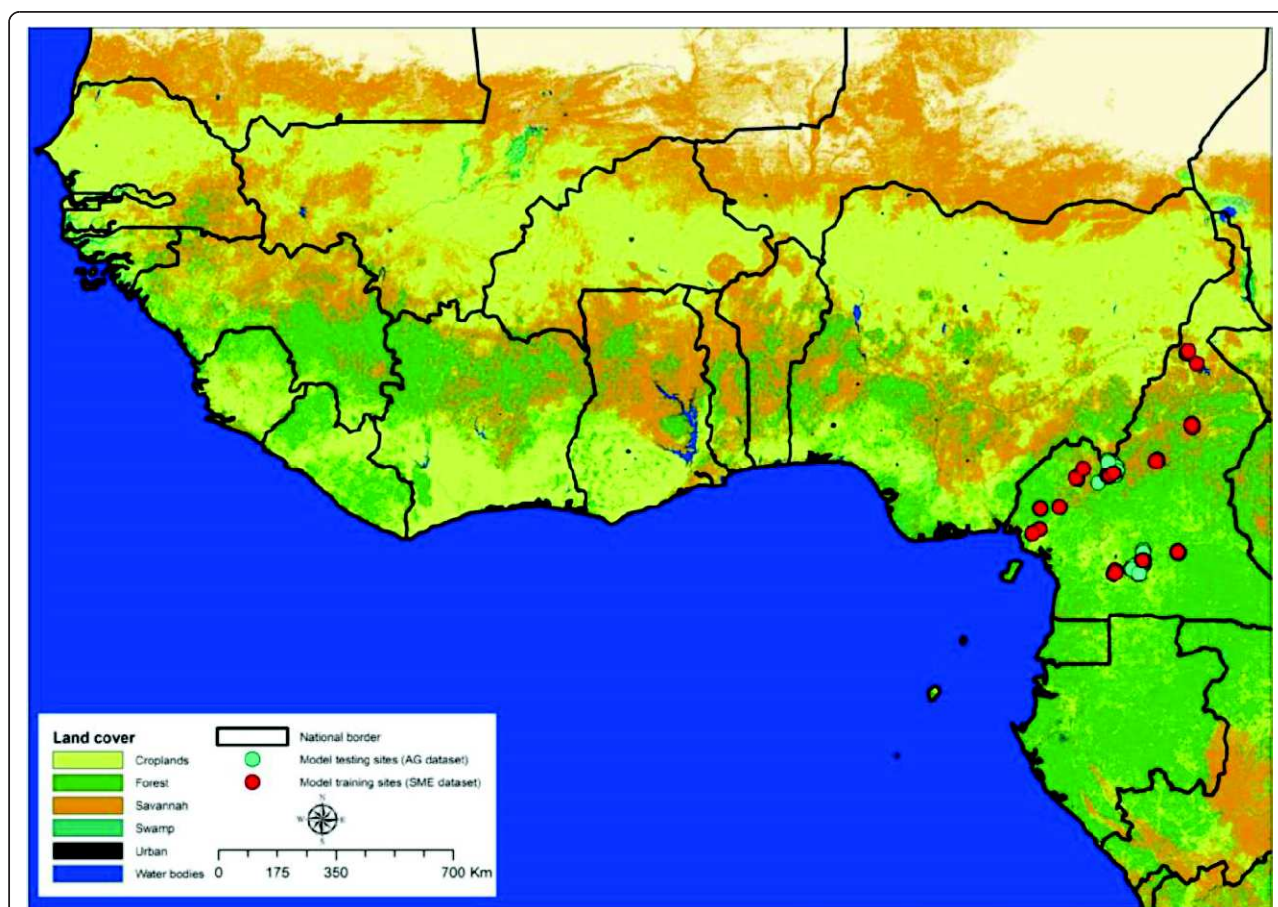 Land cover
Croplands
Forest
Savannah
Swamp
Urban
Water bodies
National border
Model testing sites (AG dataset)
Model training sites (SME dataset)
N
W E
S
0 175 350 700 Km